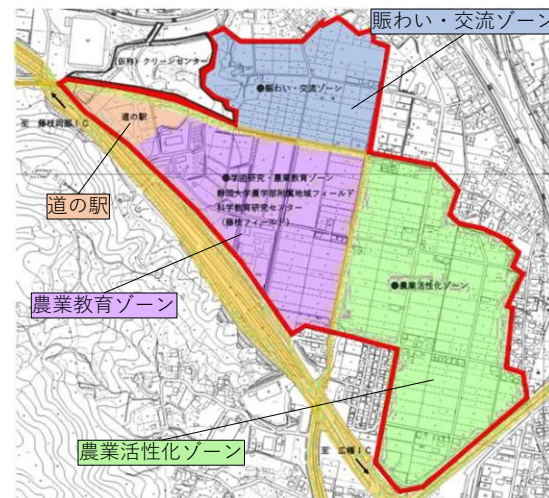 賑わい・交流ゾーン
(仮称)クリーンセンター
●賑わい・交流ゾーン
道の駅
至 藤枝岡部IC
●学術研究・農業教育ゾーン
静岡大学農学部附属地域フィールド
科学教育研究センター
(藤枝フィールド)
道の駅
農業教育ゾーン
●農業活性化ゾーン
農業活性化ゾーン
至 広幡IC